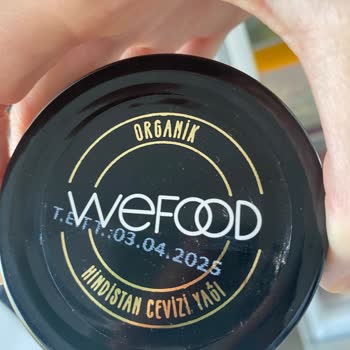 ORGANİK
WEFOOD
T.E.T.T.:03.04.2025
HİNDİSTAN CEVİZİ YAĞI